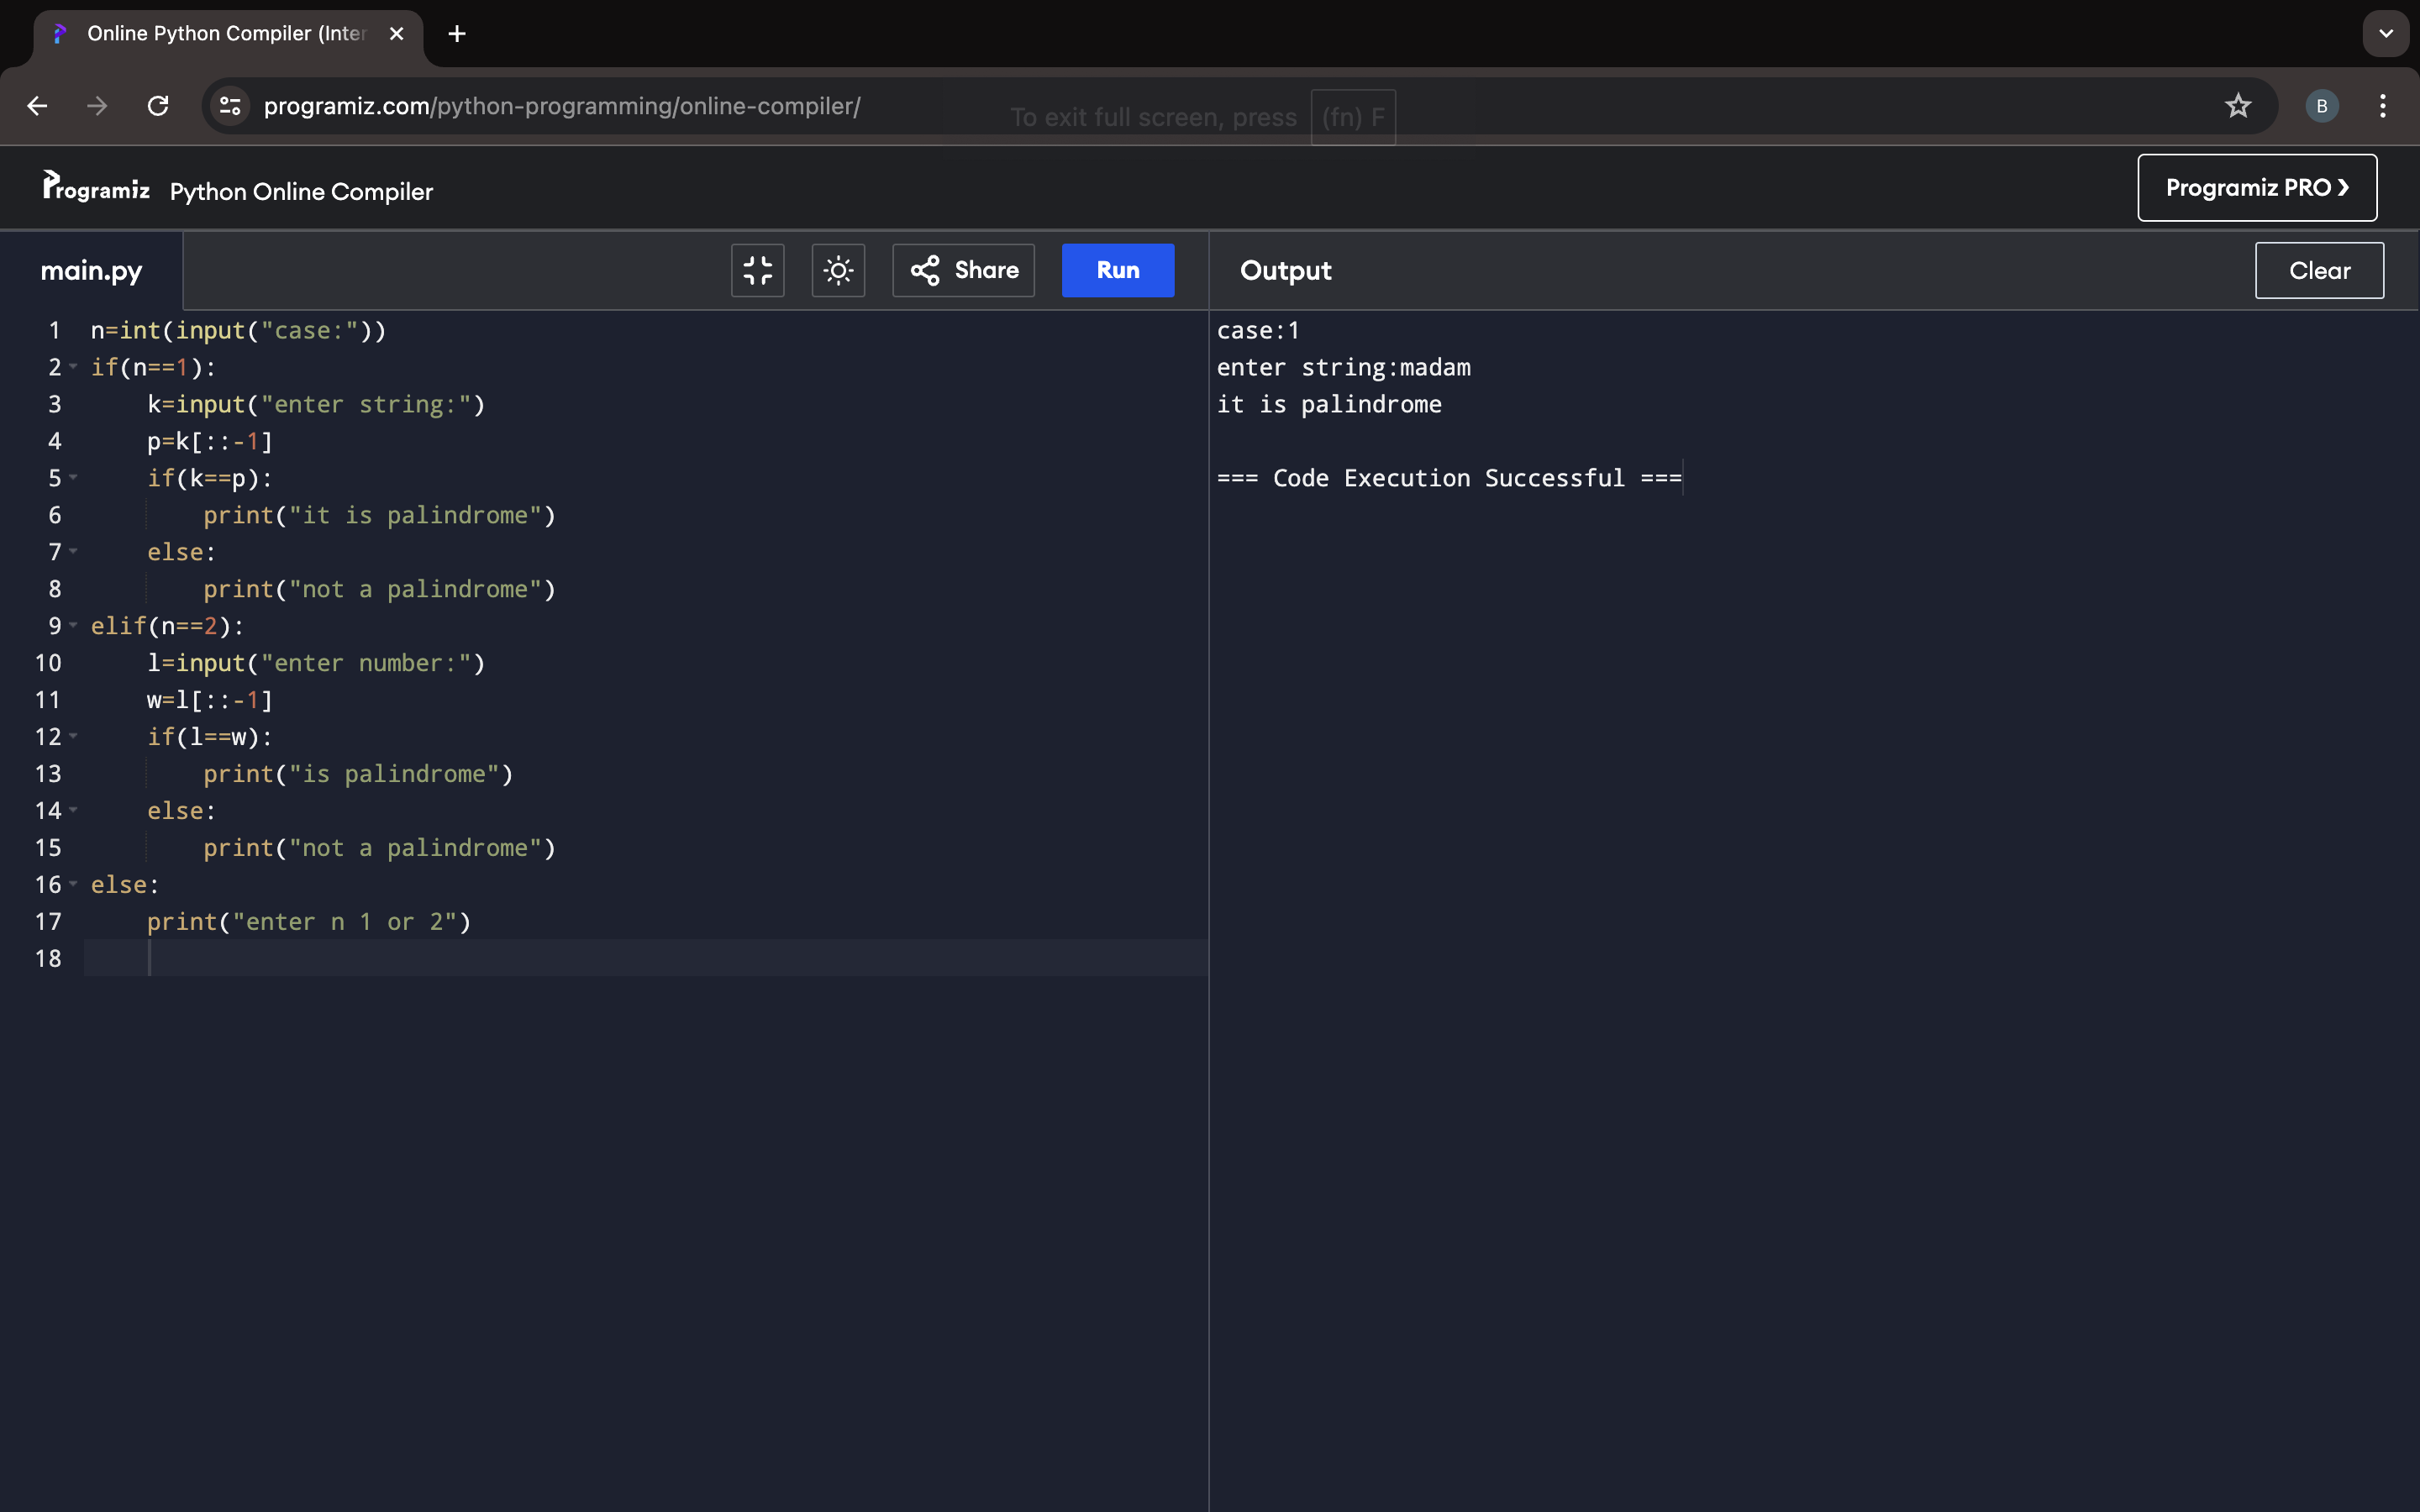 Online Python Compiler (Inter
programiz.com/python-programming/online-compiler/
To exit full screen, press (fn) F
B
Programiz Python Online Compiler
Programiz PRO ❯
main.py
Share
Run
Output
Clear
1 n=int(input("case:"))
2 if(n==1):
3     k=input("enter string:")
4     p=k[::-1]
5     if(k==p):
6         print("it is palindrome")
7     else:
8         print("not a palindrome")
9 elif(n==2):
10     l=input("enter number:")
11     w=l[::-1]
12     if(l==w):
13         print("is palindrome")
14     else:
15         print("not a palindrome")
16 else:
17     print("enter n 1 or 2")
18
case:1
enter string:madam
it is palindrome
=== Code Execution Successful ===